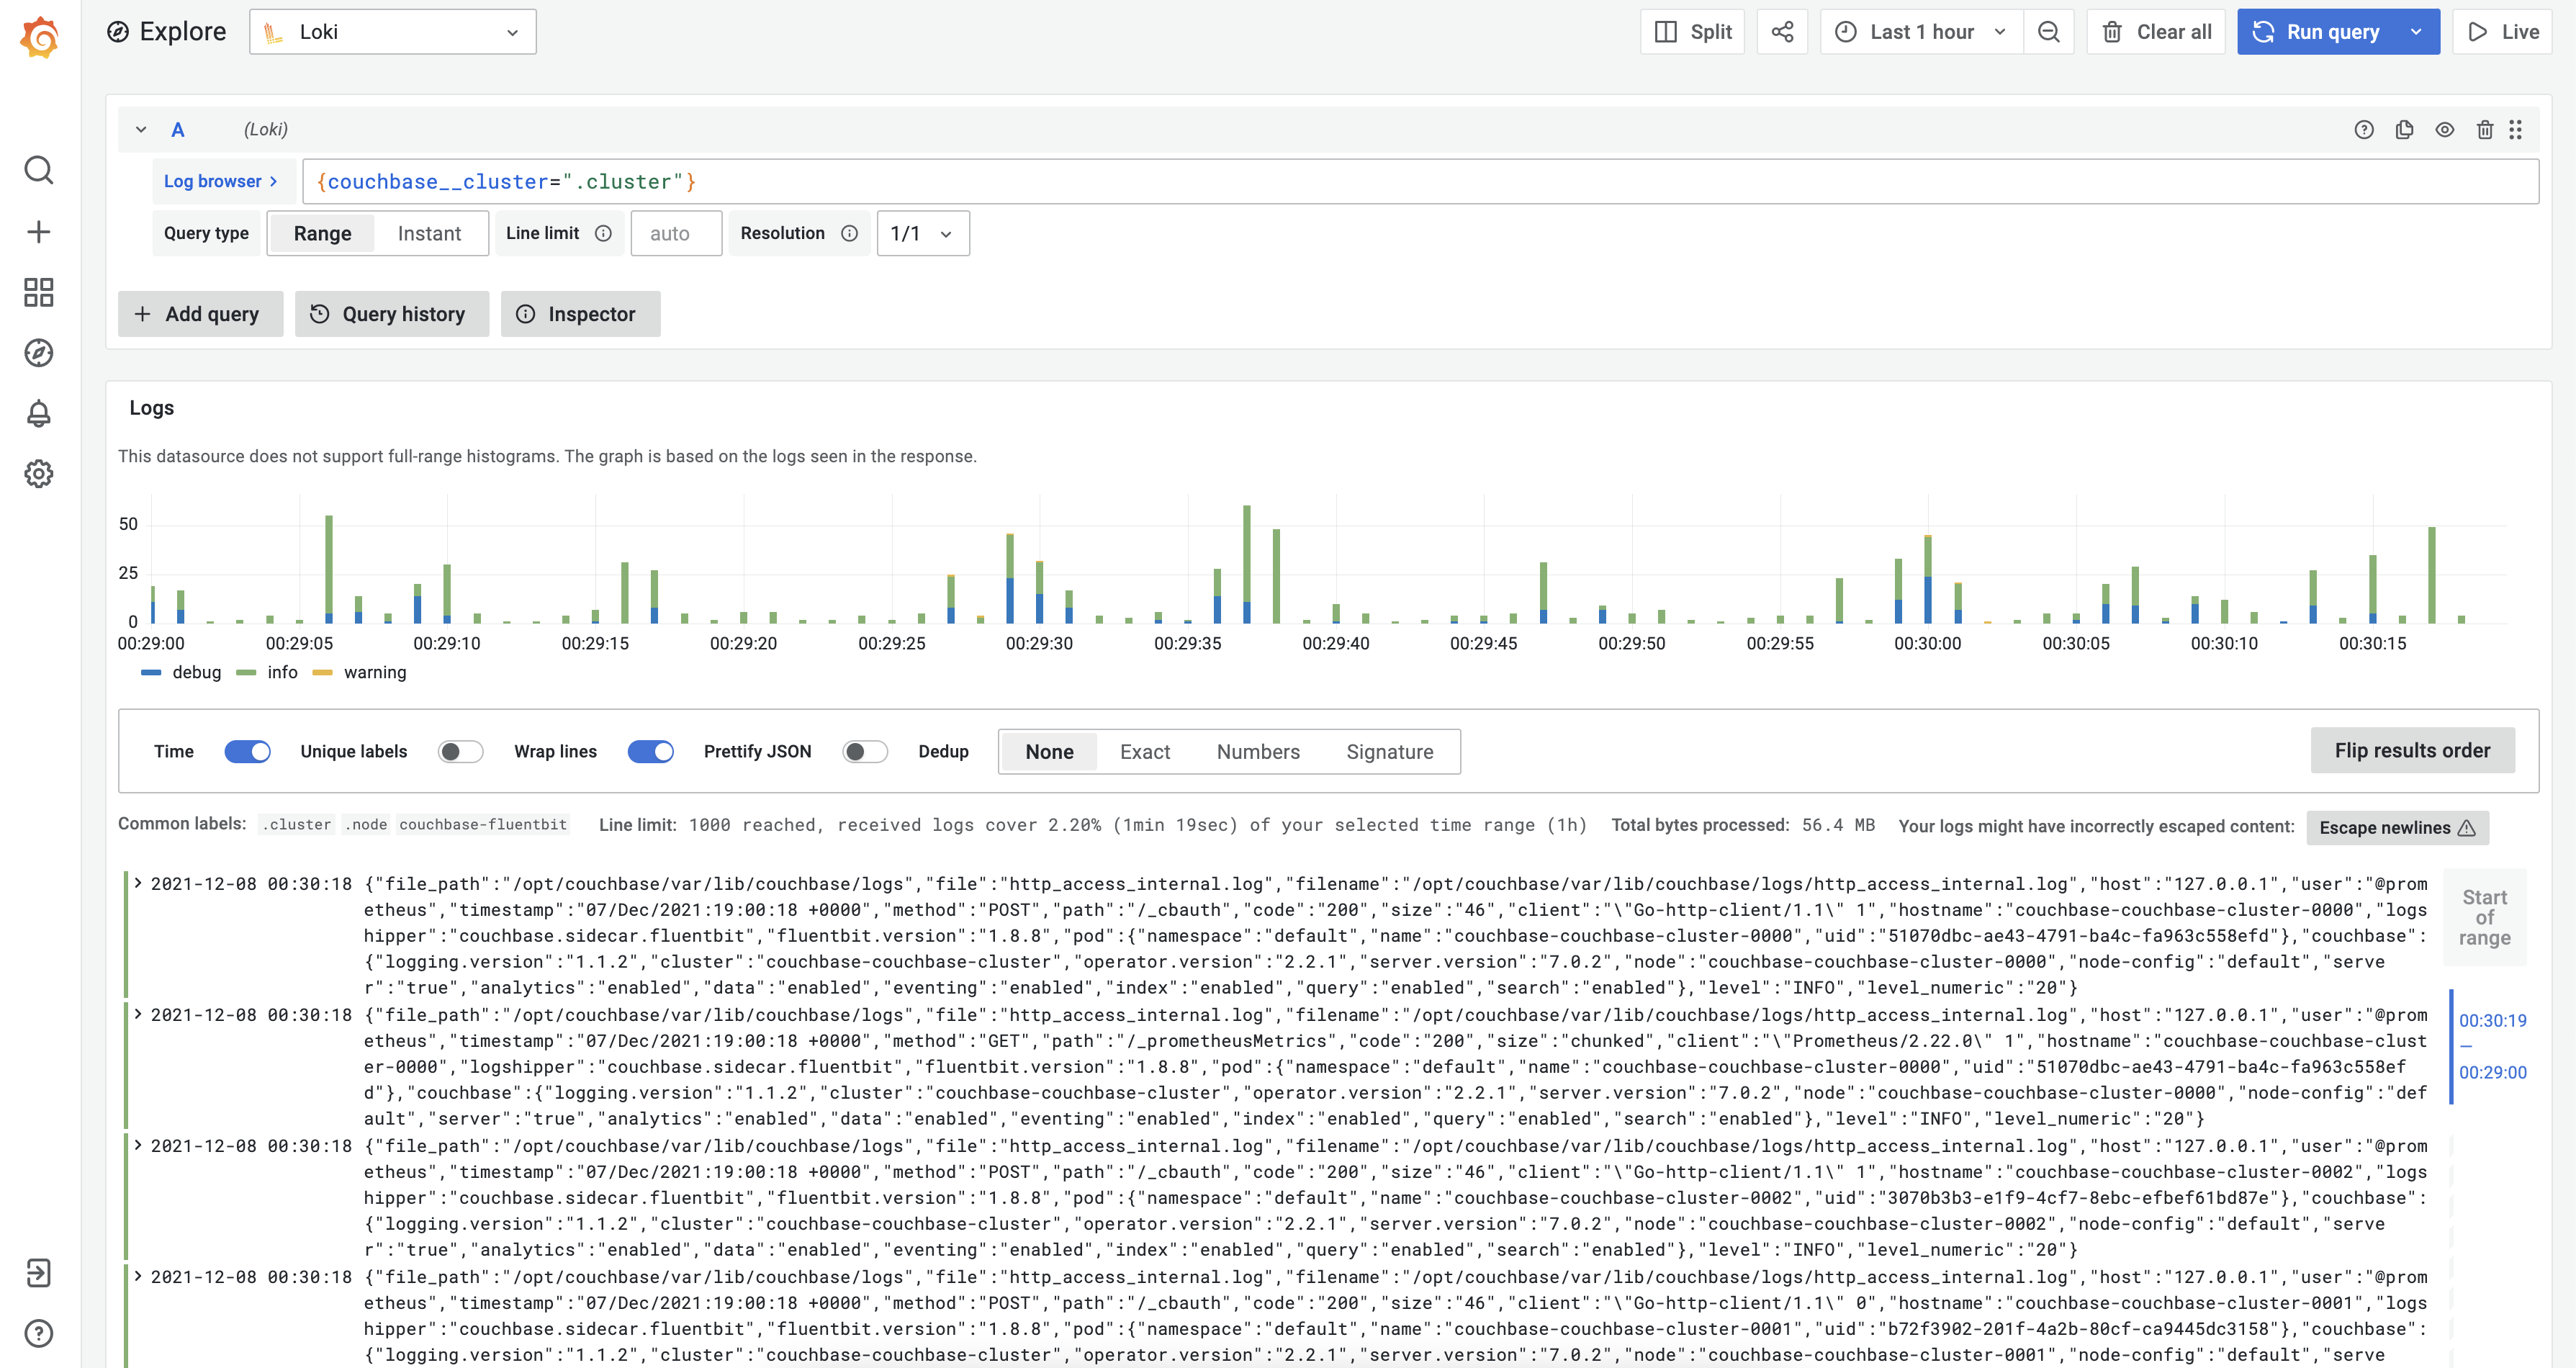 Explore
Loki
Split
Last 1 hour
Clear all
Run query
Live
A
(Loki)
Log browser >
{couchbase__cluster=".cluster"}
Query type
Range
Instant
Line limit
auto
Resolution
1/1
+ Add query
Query history
Inspector
Logs
This datasource does not support full-range histograms. The graph is based on the logs seen in the response.
50
25
0
00:29:00 00:29:05 00:29:10 00:29:15 00:29:20 00:29:25 00:29:30 00:29:35 00:29:40 00:29:45 00:29:50 00:29:55 00:30:00 00:30:05 00:30:10 00:30:15
debug info warning
Time
Unique labels
Wrap lines
Prettify JSON
Dedup
None
Exact
Numbers
Signature
Flip results order
Common labels: .cluster .node couchbase-fluentbit Line limit: 1000 reached, received logs cover 2.20% (1min 19sec) of your selected time range (1h) Total bytes processed: 56.4 MB Your logs might have incorrectly escaped content: Escape newlines
> 2021-12-08 00:30:18 {"file_path":"/opt/couchbase/var/lib/couchbase/logs","file":"http_access_internal.log","filename":"/opt/couchbase/var/lib/couchbase/logs/http_access_internal.log","host":"127.0.0.1","user":"@prom
etheus","timestamp":"07/Dec/2021:19:00:18 +0000","method":"POST","path":"/_cbauth","code":"200","size":"46","client":"\"Go-http-client/1.1\" 1","hostname":"couchbase-couchbase-cluster-0000","logs
hipper":"couchbase.sidecar.fluentbit","fluentbit.version":"1.8.8","pod":{"namespace":"default","name":"couchbase-couchbase-cluster-0000","uid":"51070dbc-ae43-4791-ba4c-fa963c558efd"},"couchbase":
{"logging.version":"1.1.2","cluster":"couchbase-couchbase-cluster","operator.version":"2.2.1","server.version":"7.0.2","node":"couchbase-couchbase-cluster-0000","node-config":"default","serve
r":"true","analytics":"enabled","data":"enabled","eventing":"enabled","index":"enabled","query":"enabled","search":"enabled"},"level":"INFO","level_numeric":"20"}
> 2021-12-08 00:30:18 {"file_path":"/opt/couchbase/var/lib/couchbase/logs","file":"http_access_internal.log","filename":"/opt/couchbase/var/lib/couchbase/logs/http_access_internal.log","host":"127.0.0.1","user":"@prom
etheus","timestamp":"07/Dec/2021:19:00:18 +0000","method":"GET","path":"/_prometheusMetrics","code":"200","size":"chunked","client":"\"Prometheus/2.22.0\" 1","hostname":"couchbase-couchbase-clust
er-0000","logshipper":"couchbase.sidecar.fluentbit","fluentbit.version":"1.8.8","pod":{"namespace":"default","name":"couchbase-couchbase-cluster-0000","uid":"51070dbc-ae43-4791-ba4c-fa963c558ef
d"},"couchbase":{"logging.version":"1.1.2","cluster":"couchbase-couchbase-cluster","operator.version":"2.2.1","server.version":"7.0.2","node":"couchbase-couchbase-cluster-0000","node-config":"def
ault","server":"true","analytics":"enabled","data":"enabled","eventing":"enabled","index":"enabled","query":"enabled","search":"enabled"},"level":"INFO","level_numeric":"20"}
> 2021-12-08 00:30:18 {"file_path":"/opt/couchbase/var/lib/couchbase/logs","file":"http_access_internal.log","filename":"/opt/couchbase/var/lib/couchbase/logs/http_access_internal.log","host":"127.0.0.1","user":"@prom
etheus","timestamp":"07/Dec/2021:19:00:18 +0000","method":"POST","path":"/_cbauth","code":"200","size":"46","client":"\"Go-http-client/1.1\" 1","hostname":"couchbase-couchbase-cluster-0002","logs
hipper":"couchbase.sidecar.fluentbit","fluentbit.version":"1.8.8","pod":{"namespace":"default","name":"couchbase-couchbase-cluster-0002","uid":"3070b3b3-e1f9-4cf7-8ebc-efbef61bd87e"},"couchbase":
{"logging.version":"1.1.2","cluster":"couchbase-couchbase-cluster","operator.version":"2.2.1","server.version":"7.0.2","node":"couchbase-couchbase-cluster-0002","node-config":"default","serve
r":"true","analytics":"enabled","data":"enabled","eventing":"enabled","index":"enabled","query":"enabled","search":"enabled"},"level":"INFO","level_numeric":"20"}
> 2021-12-08 00:30:18 {"file_path":"/opt/couchbase/var/lib/couchbase/logs","file":"http_access_internal.log","filename":"/opt/couchbase/var/lib/couchbase/logs/http_access_internal.log","host":"127.0.0.1","user":"@prom
etheus","timestamp":"07/Dec/2021:19:00:18 +0000","method":"POST","path":"/_cbauth","code":"200","size":"46","client":"\"Go-http-client/1.1\" 0","hostname":"couchbase-couchbase-cluster-0001","logs
hipper":"couchbase.sidecar.fluentbit","fluentbit.version":"1.8.8","pod":{"namespace":"default","name":"couchbase-couchbase-cluster-0001","uid":"b72f3902-201f-4a2b-80cf-ca9445dc3158"},"couchbase":
{"logging.version":"1.1.2","cluster":"couchbase-couchbase-cluster","operator.version":"2.2.1","server.version":"7.0.2","node":"couchbase-couchbase-cluster-0001","node-config":"default","serve
Start
of
range
00:30:19
—
00:29:00